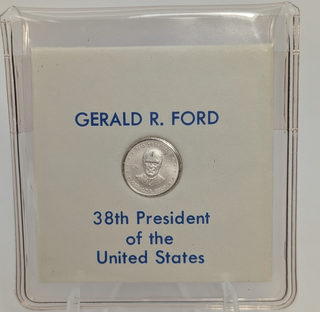 GERALD R. FORD
38th President
of the
United States